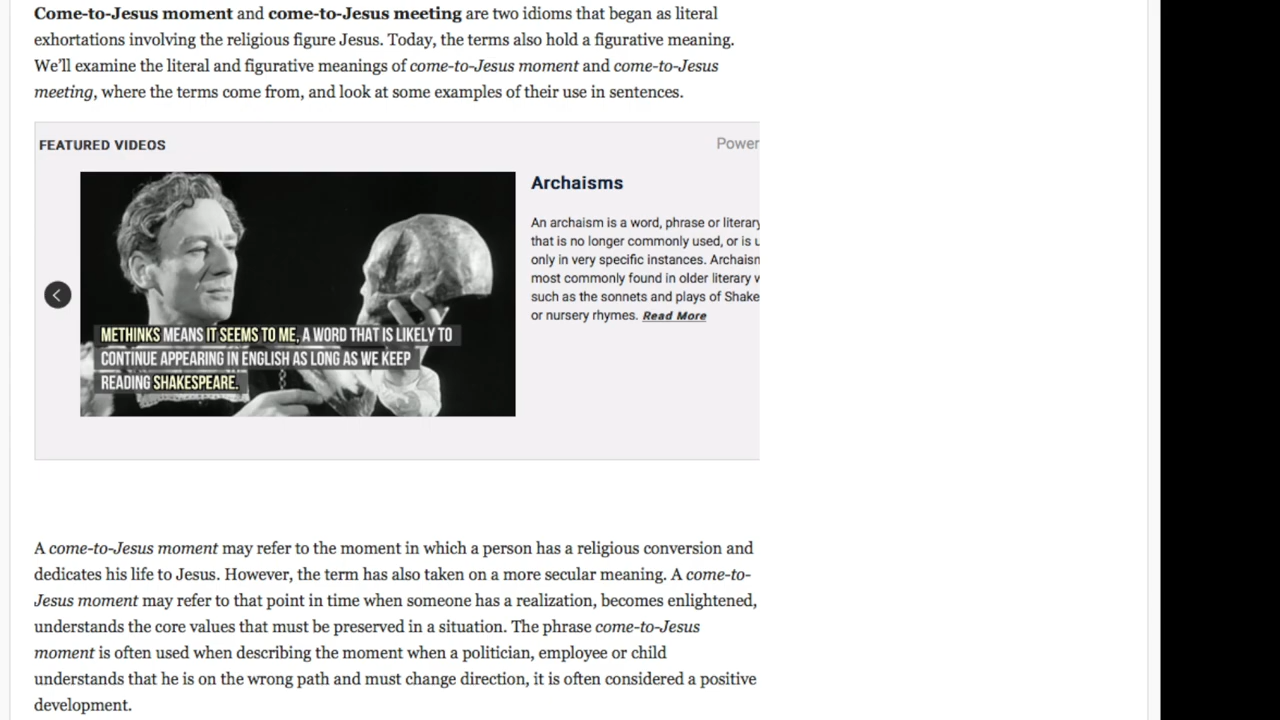 Come-to-Jesus moment and come-to-Jesus meeting are two idioms that began as literal
exhortations involving the religious figure Jesus. Today, the terms also hold a figurative meaning.
We'll examine the literal and figurative meanings of come-to-Jesus moment and come-to-Jesus
meeting, where the terms come from, and look at some examples of their use in sentences.
FEATURED VIDEOS
Power
METHINKS MEANS IT SEEMS TO ME, A WORD THAT IS LIKELY TO
CONTINUE APPEARING IN ENGLISH AS LONG AS WE KEEP
READING SHAKESPEARE.
Archaisms
An archaism is a word, phrase or literary
that is no longer commonly used, or is u
only in very specific instances. Archaism
most commonly found in older literary w
such as the sonnets and plays of Shake
or nursery rhymes. Read More
A come-to-Jesus moment may refer to the moment in which a person has a religious conversion and
dedicates his life to Jesus. However, the term has also taken on a more secular meaning. A come-to-
Jesus moment may refer to that point in time when someone has a realization, becomes enlightened,
understands the core values that must be preserved in a situation. The phrase come-to-Jesus
moment is often used when describing the moment when a politician, employee or child
understands that he is on the wrong path and must change direction, it is often considered a positive
development.